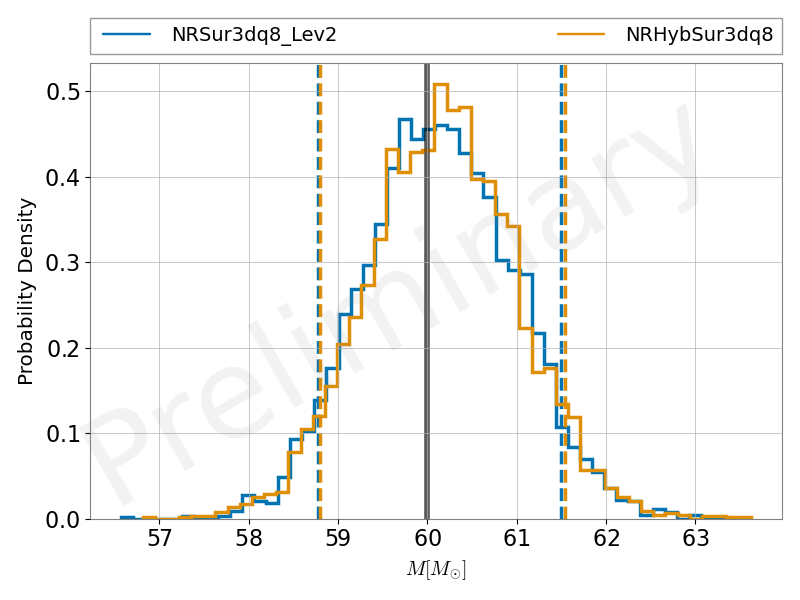 NRSur3dq8_Lev2 NRHybSur3dq8
0.5
0.4
0.3
0.2
0.1
0.0
Probability Density
Preliminary
57 58 59 60 61 62 63
M[M⊙]